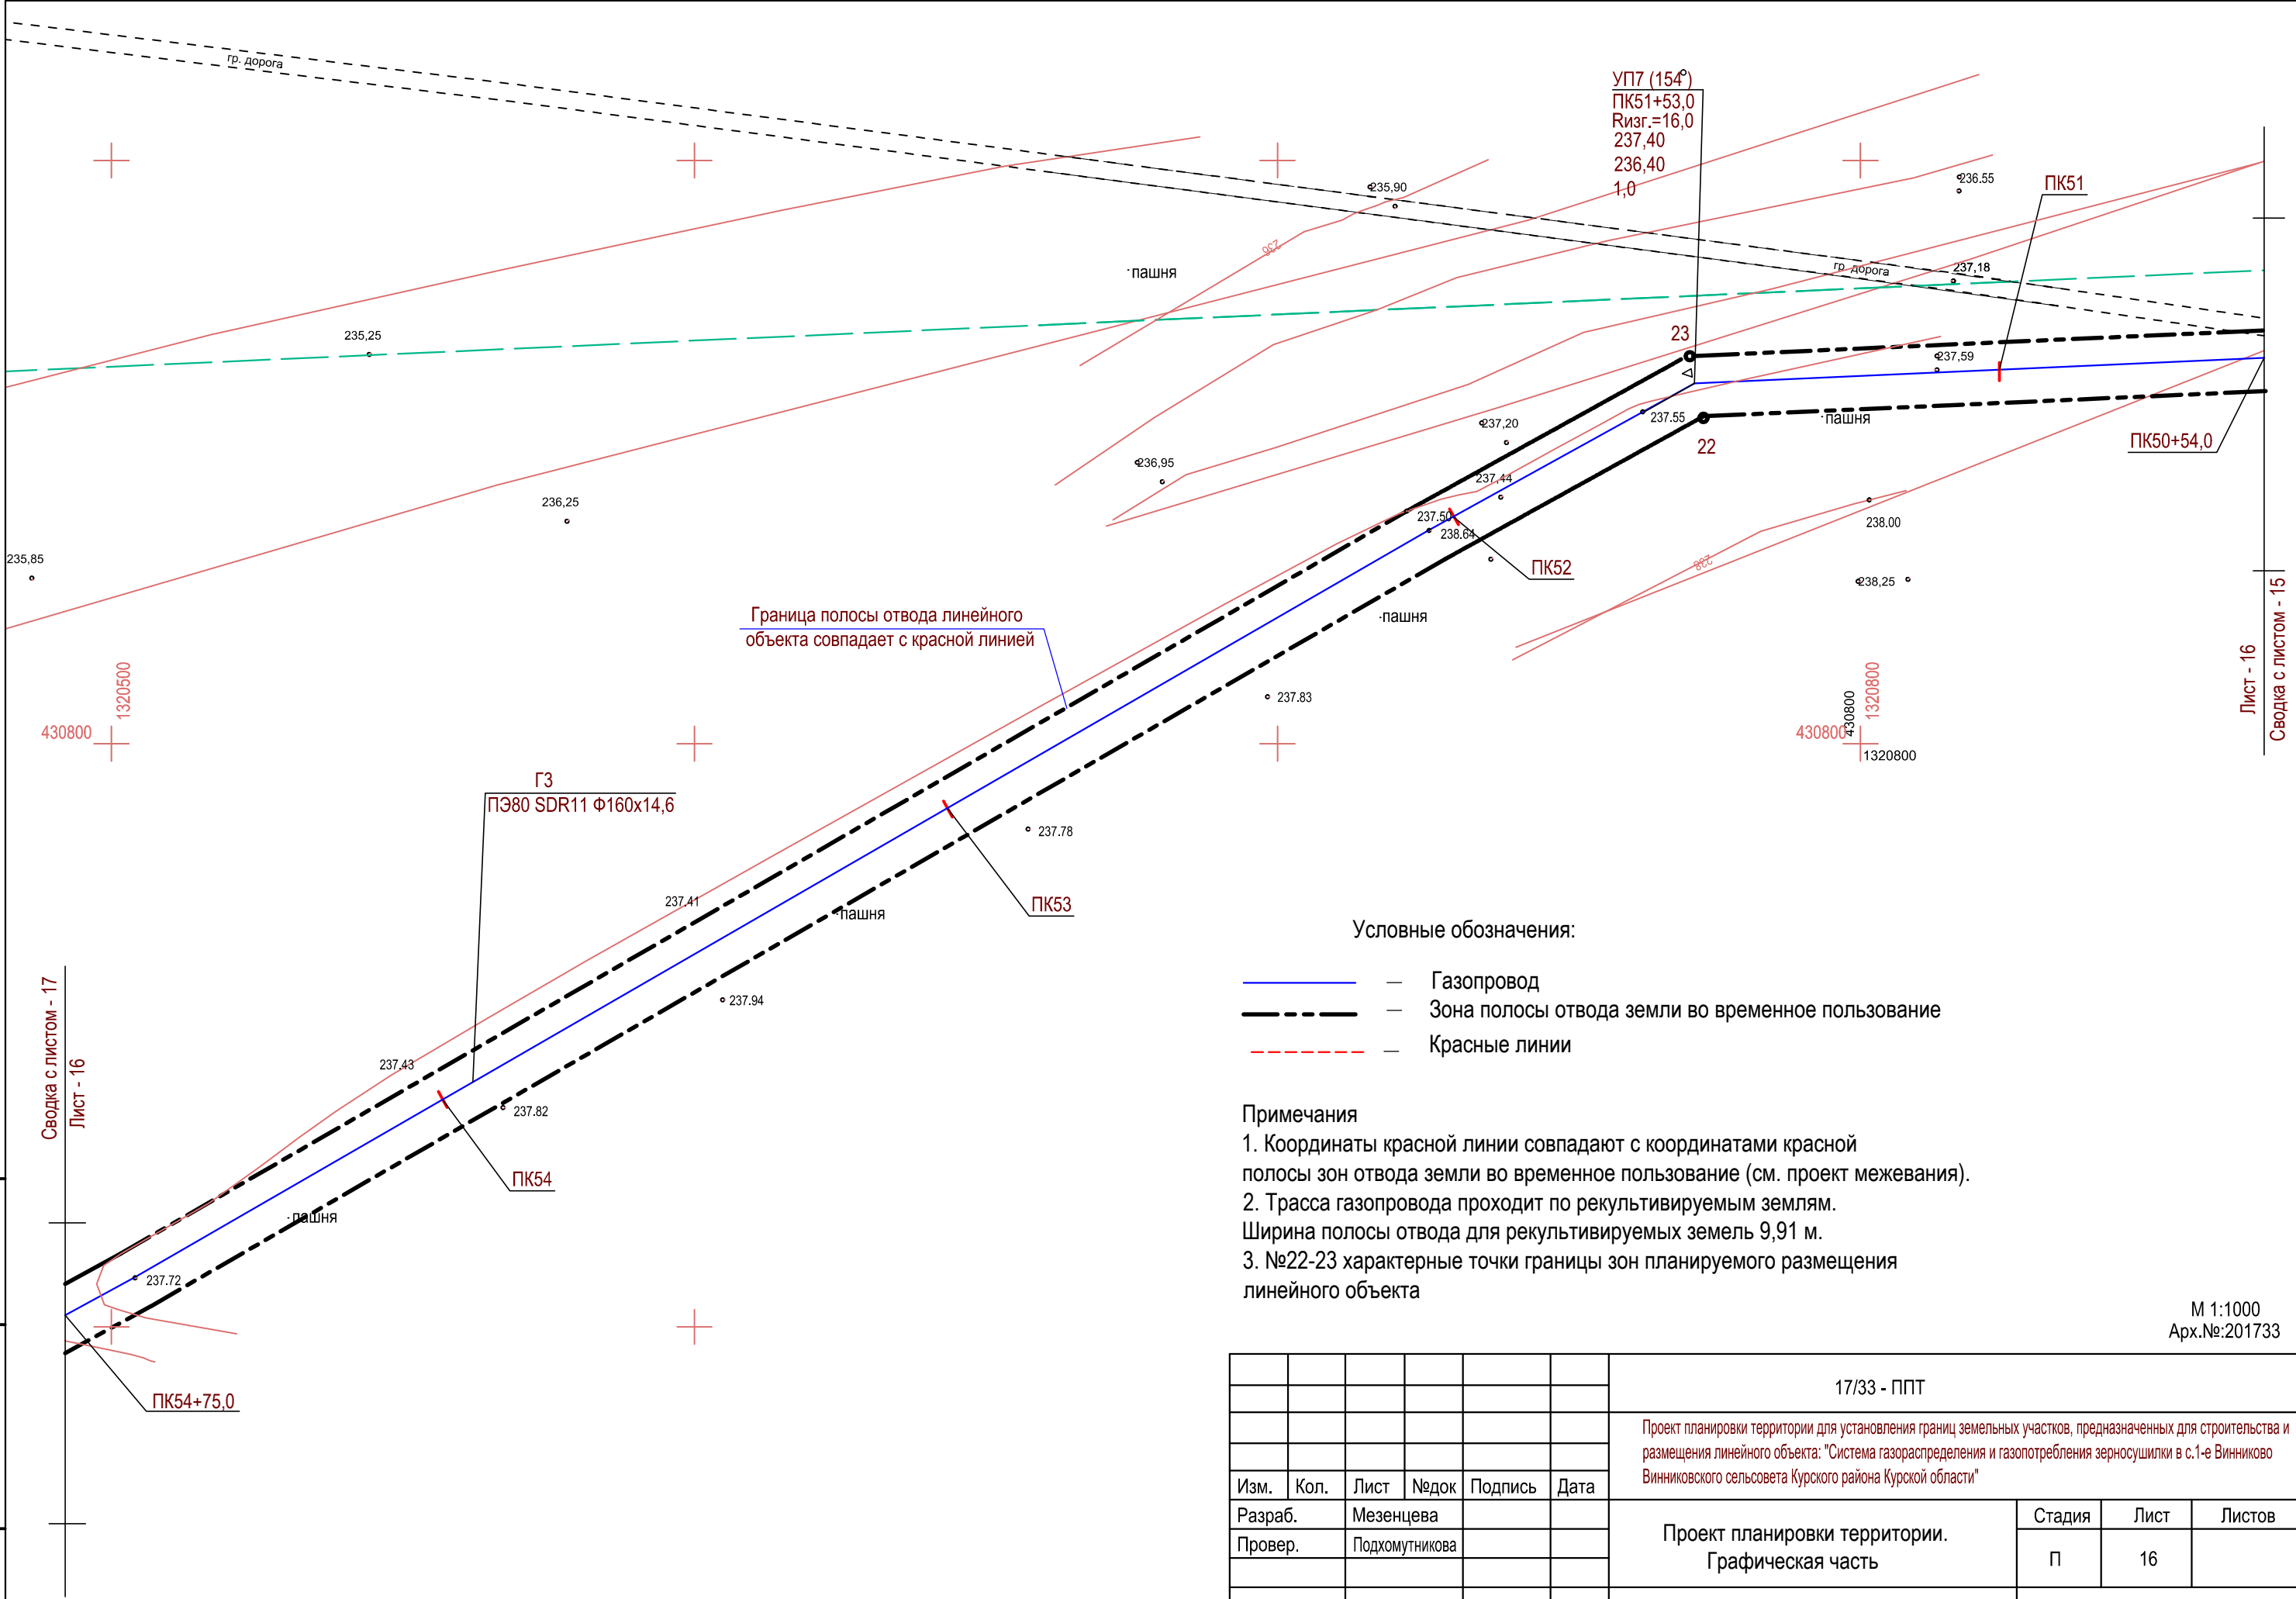 гр. дорога
УП7 (154°)
ПК51+53,0
Rизг.=16,0
237,40
236,40
1,0
235,90
236.55
ПК51
236
пашня
гр. дорога
237,18
235,25
23
237,59
237.55
пашня
22
ПК50+54,0
237,20
236,95
237,44
236,25
237.50
238.64
238.00
235,85
ПК52
238
238,25
Граница полосы отвода линейного
объекта совпадает с красной линией
пашня
Лист - 16
Сводка с листом - 15
1320500
430800
237.83
430800
1320800
430800
1320800
Г3
ПЭ80 SDR11 Ф160х14,6
237.78
237.41
ПК53
пашня
237.94
Сводка с листом - 17
Лист - 16
237.43
237.82
ПК54
пашня
237.72
ПК54+75,0
Условные обозначения:
— Газопровод
— Зона полосы отвода земли во временное пользование
— Красные линии
Примечания
1. Координаты красной линии совпадают с координатами красной
полосы зон отвода земли во временное пользование (см. проект межевания).
2. Трасса газопровода проходит по рекультивируемым землям.
Ширина полосы отвода для рекультивируемых земель 9,91 м.
3. №22-23 характерные точки границы зон планируемого размещения
линейного объекта
М 1:1000
Арх.№:201733
17/33 - ППТ
Проект планировки территории для установления границ земельных участков, предназначенных для строительства и
размещения линейного объекта: "Система газораспределения и газопотребления зерносушилки в с.1-е Винниково
Винниковского сельсовета Курского района Курской области"
Изм. Кол. Лист №док Подпись Дата
Разраб. Мезенцева
Провер. Подхомутникова
Проект планировки территории.
Графическая часть
Стадия Лист Листов
П 16